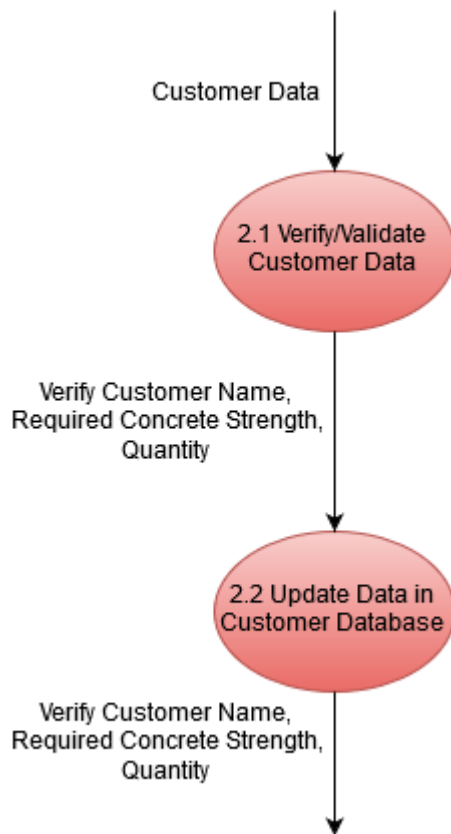 Customer Data
2.1 Verify/Validate
Customer Data
Verify Customer Name,
Required Concrete Strength,
Quantity
2.2 Update Data in
Customer Database
Verify Customer Name,
Required Concrete Strength,
Quantity